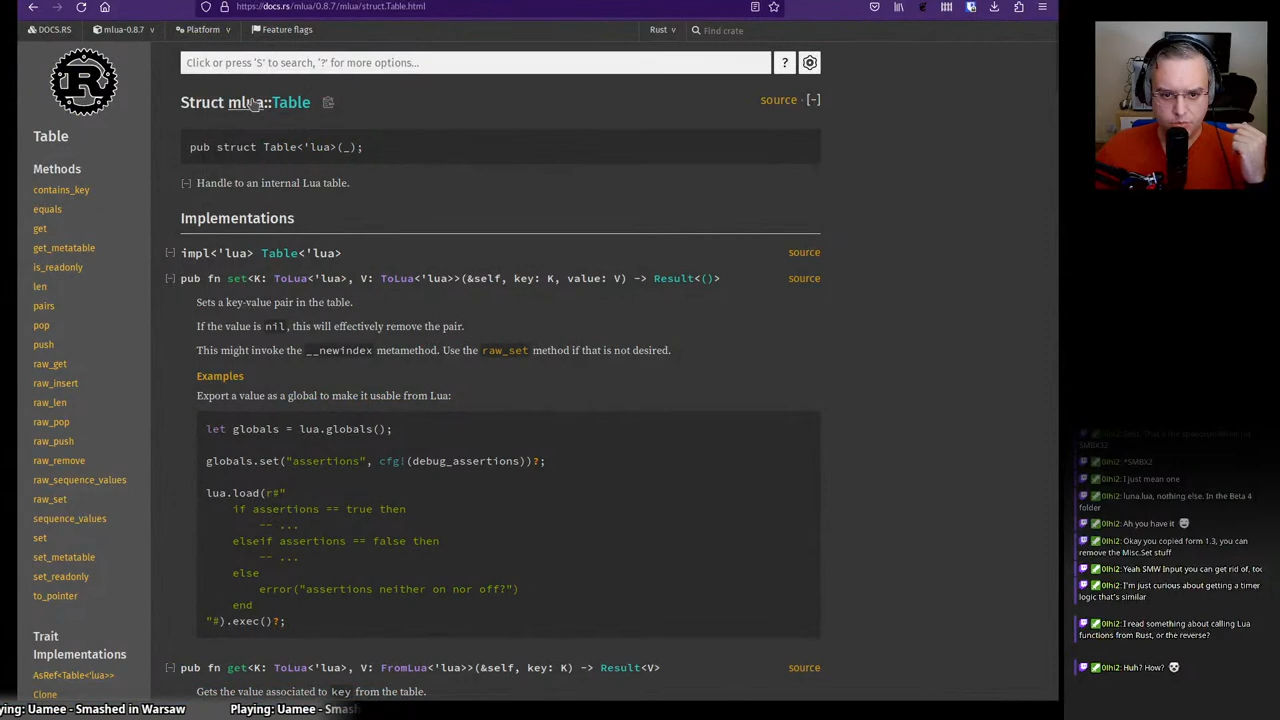 https://docs.rs/mlua/0.8.7/mlua/struct.Table.html
DOCS.RS
mlua-0.8.7
Platform
Feature flags
Rust
Find crate
Click or press 'S' to search, '?' for more options…
?
Struct mlua::Table
source · [-]
pub struct Table<'lua>(_);
[-] Handle to an internal Lua table.
Implementations
[-] impl<'lua> Table<'lua>
source
[-] pub fn set<K: ToLua<'lua>, V: ToLua<'lua>>(&self, key: K, value: V) -> Result<()>
source
Sets a key-value pair in the table.
If the value is nil, this will effectively remove the pair.
This might invoke the __newindex metamethod. Use the raw_set method if that is not desired.
Examples
Export a value as a global to make it usable from Lua:
let globals = lua.globals();
globals.set("assertions", cfg!(debug_assertions))?;
lua.load(r#"
if assertions == true then
-- ...
elseif assertions == false then
-- ...
else
error("assertions neither on nor off?")
end
"#).exec()?;
[-] pub fn get<K: ToLua<'lua>, V: FromLua<'lua>>(&self, key: K) -> Result<V>
source
Gets the value associated to key from the table.
Table
Methods
contains_key
equals
get
get_metatable
is_readonly
len
pairs
pop
push
raw_get
raw_insert
raw_len
raw_pop
raw_push
raw_remove
raw_sequence_values
raw_set
sequence_values
set
set_metatable
set_readonly
to_pointer
Trait
Implementations
AsRef<Table<'lua>>
Clone
SMBX32
0lhi2: *SMBX2
0lhi2: I just mean one
0lhi2: luna.lua, nothing else. In the Beta 4
folder
0lhi2: Ah you have it
0lhi2: Okay you copied form 1.3, you can
remove the Misc.Set stuff
0lhi2: Yeah SMW Input you can get rid of, too
0lhi2: I'm just curious about getting a timer
logic that's similar
0lhi2: I read something about calling Lua
functions from Rust, or the reverse?
0lhi2: Huh? How?
ying: Uamee - Smashed in Warsaw
Playing: Uamee - Smash